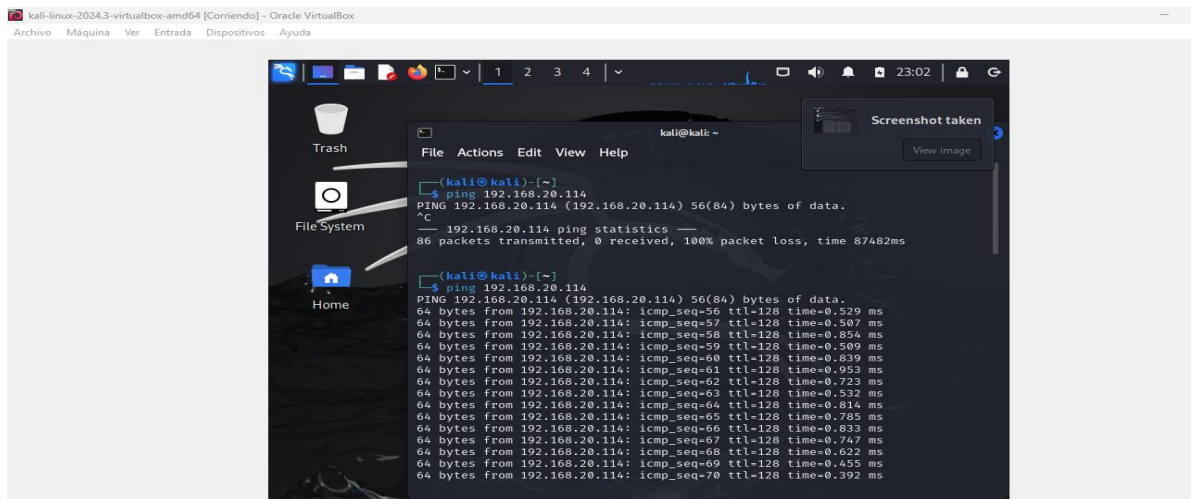 kali-linux-2024.3-virtualbox-amd64 [Corriendo] - Oracle VirtualBox
Archivo Máquina Ver Entrada Dispositivos Ayuda
1 2 3 4 23:02
Screenshot taken
View image
Trash
File System
Home
kali@kali: ~
File Actions Edit View Help
┌──(kali㉿kali)-[~]
└─$ ping 192.168.20.114
PING 192.168.20.114 (192.168.20.114) 56(84) bytes of data.
^C
— 192.168.20.114 ping statistics —
86 packets transmitted, 0 received, 100% packet loss, time 87482ms
┌──(kali㉿kali)-[~]
└─$ ping 192.168.20.114
PING 192.168.20.114 (192.168.20.114) 56(84) bytes of data.
64 bytes from 192.168.20.114: icmp_seq=56 ttl=128 time=0.529 ms
64 bytes from 192.168.20.114: icmp_seq=57 ttl=128 time=0.507 ms
64 bytes from 192.168.20.114: icmp_seq=58 ttl=128 time=0.854 ms
64 bytes from 192.168.20.114: icmp_seq=59 ttl=128 time=0.509 ms
64 bytes from 192.168.20.114: icmp_seq=60 ttl=128 time=0.839 ms
64 bytes from 192.168.20.114: icmp_seq=61 ttl=128 time=0.953 ms
64 bytes from 192.168.20.114: icmp_seq=62 ttl=128 time=0.723 ms
64 bytes from 192.168.20.114: icmp_seq=63 ttl=128 time=0.532 ms
64 bytes from 192.168.20.114: icmp_seq=64 ttl=128 time=0.814 ms
64 bytes from 192.168.20.114: icmp_seq=65 ttl=128 time=0.785 ms
64 bytes from 192.168.20.114: icmp_seq=66 ttl=128 time=0.833 ms
64 bytes from 192.168.20.114: icmp_seq=67 ttl=128 time=0.747 ms
64 bytes from 192.168.20.114: icmp_seq=68 ttl=128 time=0.622 ms
64 bytes from 192.168.20.114: icmp_seq=69 ttl=128 time=0.455 ms
64 bytes from 192.168.20.114: icmp_seq=70 ttl=128 time=0.392 ms